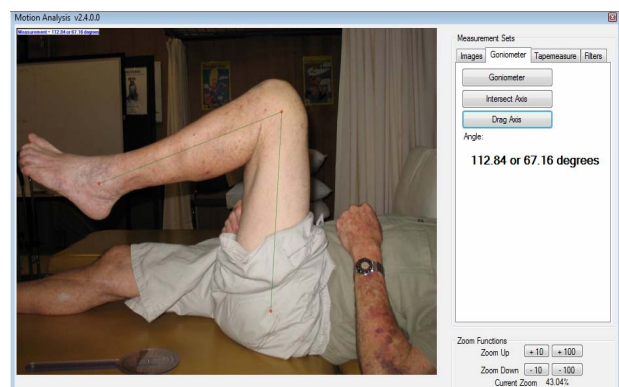 Motion Analysis v2.4.0.0
Measurement = 112.84 or 67.16 degrees
Measurement Sets
Images Goniometer Tapemeasure Filters
Goniometer
Intersect Axis
Drag Axis
Angle:
112.84 or 67.16 degrees
Zoom Functions
Zoom Up +10 +100
Zoom Down -10 -100
Current Zoom 43.04%